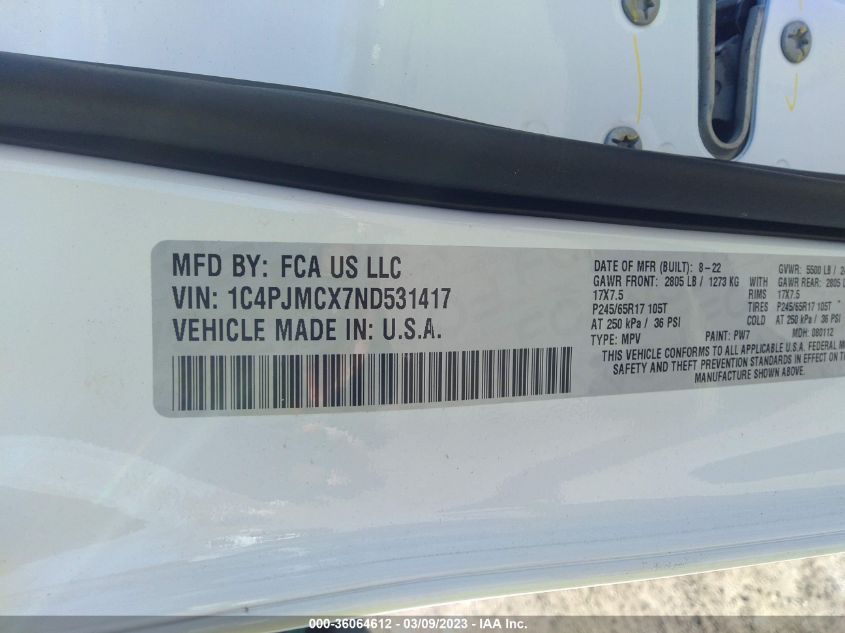 MFD BY: FCA US LLC
VIN: 1C4PJMCX7ND531417
VEHICLE MADE IN: U.S.A.
DATE OF MFR (BUILT): 8-22
GVWR: 5500 LB /
GAWR FRONT: 2805 LB / 1273 KG WITH
GAWR REAR: 2805
17X7.5 RIMS 17X7.5
P245/65R17 105T TIRES P245/65R17 105T
AT 250 kPa / 36 PSI COLD AT 250 kPa / 36 PSI
TYPE: MPV PAINT: PW7 MDH: 080112
THIS VEHICLE CONFORMS TO ALL APPLICABLE U.S.A. FEDERAL
SAFETY AND THEFT PREVENTION STANDARDS IN EFFECT ON
MANUFACTURE SHOWN ABOVE.
000-36064612 - 03/09/2023 - IAA Inc.